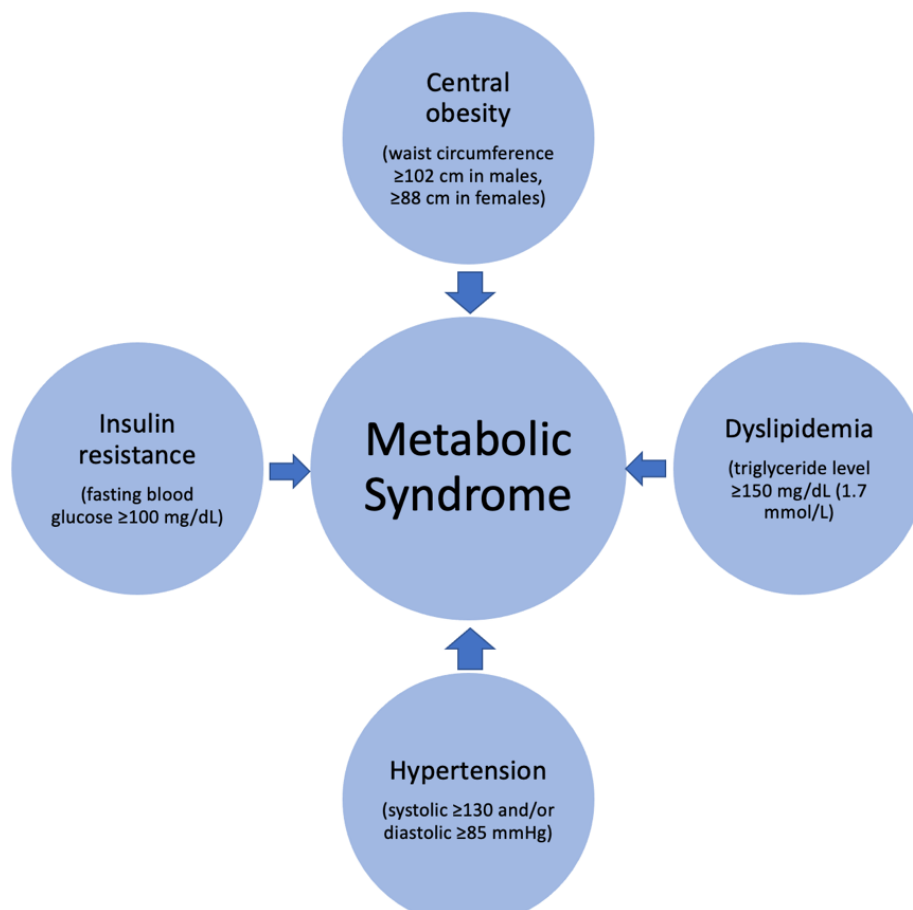 Central
obesity
(waist circumference
≥102 cm in males,
≥88 cm in females)
Insulin
resistance
(fasting blood
glucose ≥100 mg/dL)
Metabolic
Syndrome
Dyslipidemia
(triglyceride level
≥150 mg/dL (1.7
mmol/L)
Hypertension
(systolic ≥130 and/or
diastolic ≥85 mmHg)